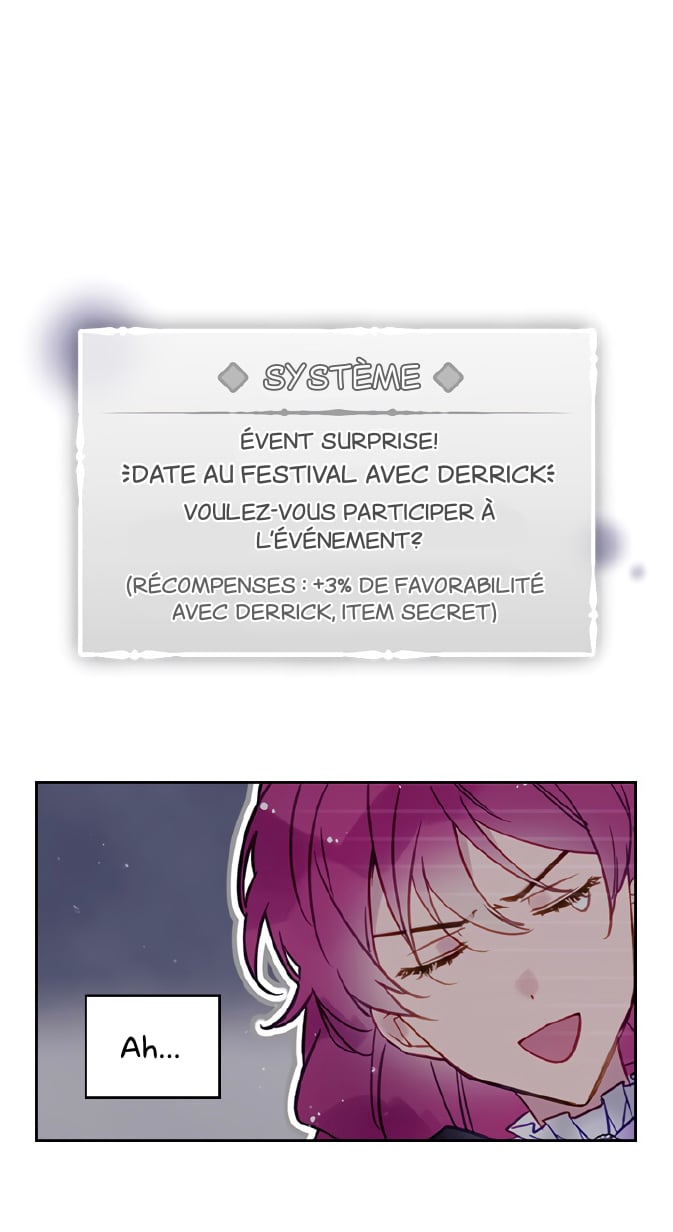 SYSTÈME
ÉVENT SURPRISE!
DATE AU FESTIVAL AVEC DERRICK
VOULEZ-VOUS PARTICIPER À
L'ÉVÉNEMENT?
(RÉCOMPENSES : +3% DE FAVORABILITÉ
AVEC DERRICK, ITEM SECRET)
Ah...